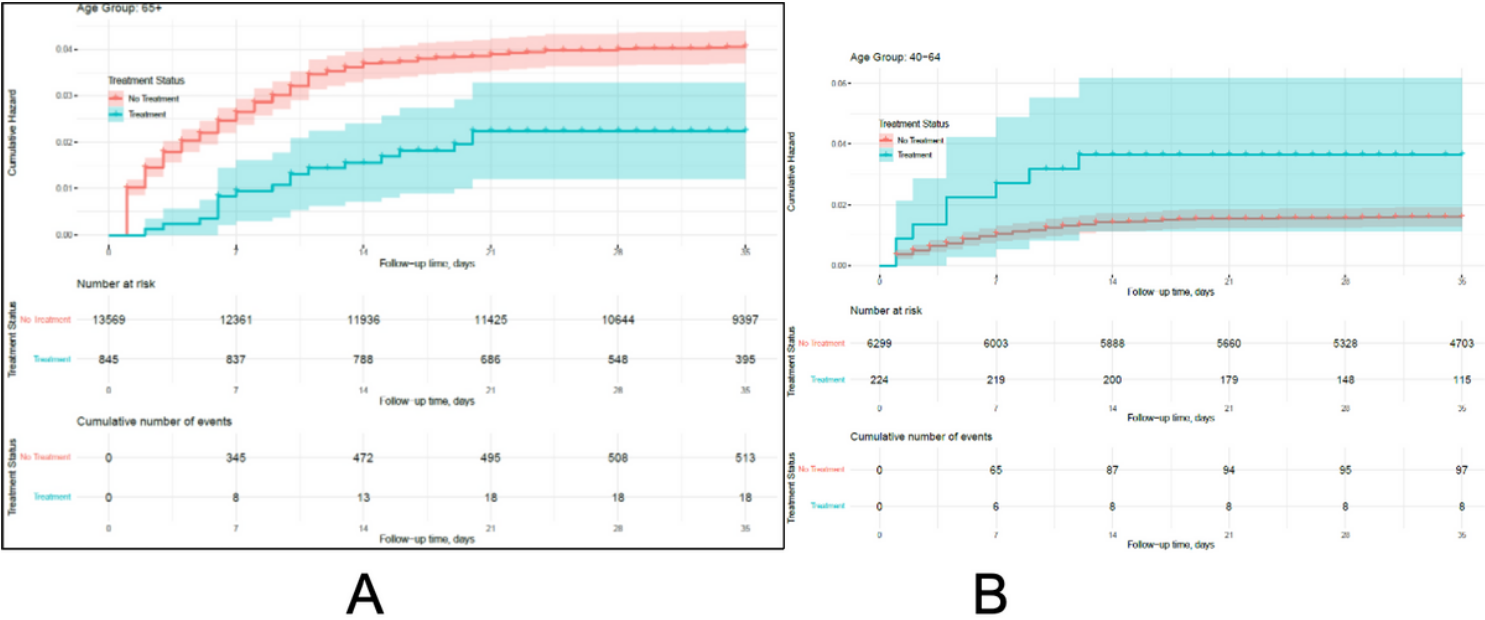 Age Group: 65+
0.04
0.03
0.02
0.01
0.00
Cumulative Hazard
Treatment Status
No Treatment
Treatment
0 7 14 21 28 35
Follow-up time, days
Number at risk
Treatment Status
No Treatment 13569 12361 11936 11425 10644 9397
Treatment 845 837 788 686 548 395
0 7 14 21 28 35
Follow-up time, days
Cumulative number of events
Treatment Status
No Treatment 0 345 472 495 508 513
Treatment 0 8 13 18 18 18
0 7 14 21 28 35
Follow-up time, days
A
Age Group: 40-64
0.06
0.04
0.02
0.00
Cumulative Hazard
Treatment Status
No Treatment
Treatment
0 7 14 21 28 35
Follow-up time, days
Number at risk
Treatment Status
No Treatment 6299 6003 5888 5660 5328 4703
Treatment 224 219 200 179 148 115
0 7 14 21 28 35
Follow-up time, days
Cumulative number of events
Treatment Status
No Treatment 0 65 87 94 95 97
Treatment 0 6 8 8 8 8
0 7 14 21 28 35
Follow-up time, days
B